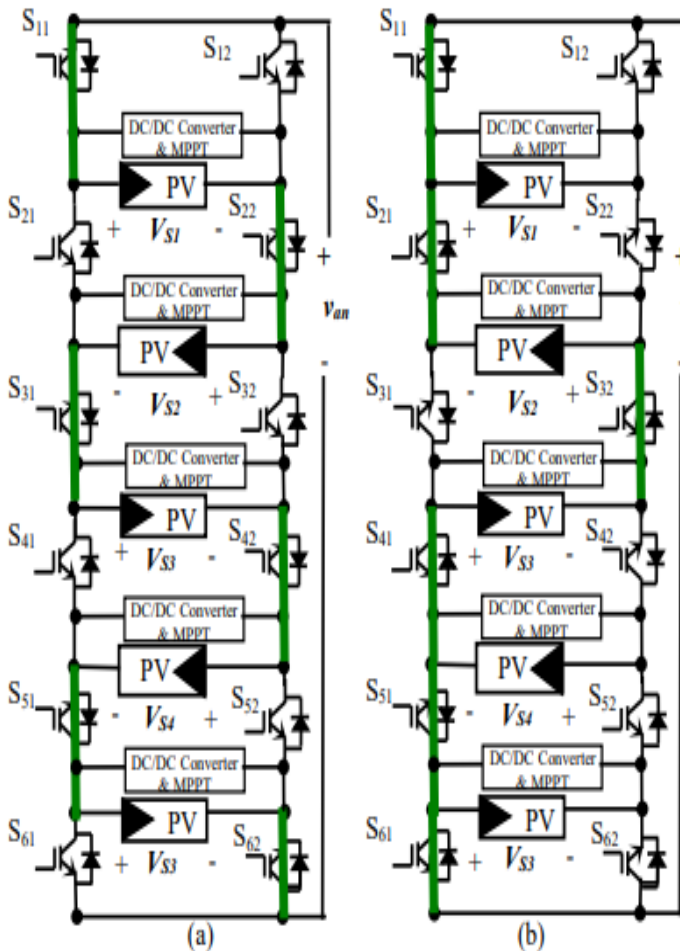 S11
S12
DC/DC Converter
& MPPT
PV
S21
S22
+ VS1 -
DC/DC Converter
& MPPT
+
van
-
PV
S31
S32
- VS2 +
DC/DC Converter
& MPPT
PV
S41
S42
+ VS3 -
DC/DC Converter
& MPPT
PV
S51
S52
- VS4 +
DC/DC Converter
& MPPT
PV
S61
S62
+ VS3 -
(a)
S11
S12
DC/DC Converter
& MPPT
PV
S21
S22
+ VS1 -
DC/DC Converter
& MPPT
+
-
PV
S31
S32
- VS2 +
DC/DC Converter
& MPPT
PV
S41
S42
+ VS3 -
DC/DC Converter
& MPPT
PV
S51
S52
- VS4 +
DC/DC Converter
& MPPT
PV
S61
S62
+ VS3 -
(b)